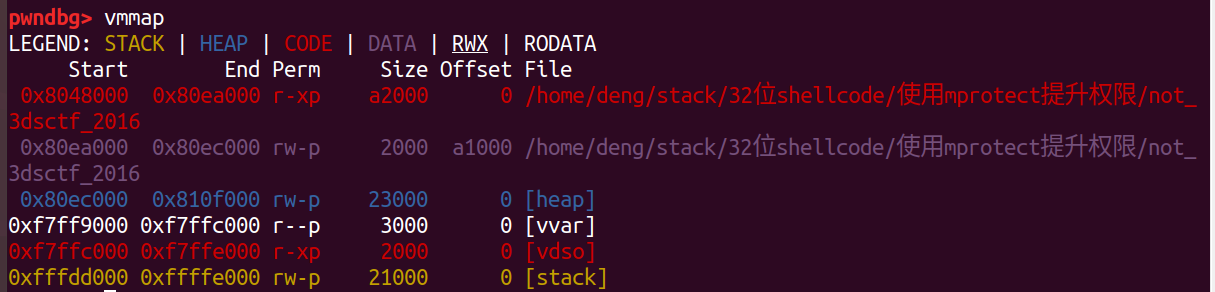 pwndbg> vmmap
LEGEND: STACK | HEAP | CODE | DATA | RWX | RODATA
Start End Perm Size Offset File
0x8048000 0x80ea000 r-xp a2000 0 /home/deng/stack/32位shellcode/使用mprotect提升权限/not_
3dsctf_2016
0x80ea000 0x80ec000 rw-p 2000 a1000 /home/deng/stack/32位shellcode/使用mprotect提升权限/not_
3dsctf_2016
0x80ec000 0x810f000 rw-p 23000 0 [heap]
0xf7ff9000 0xf7ffc000 r--p 3000 0 [vvar]
0xf7ffc000 0xf7ffe000 r-xp 2000 0 [vdso]
0xfffdd000 0xffffe000 rw-p 21000 0 [stack]